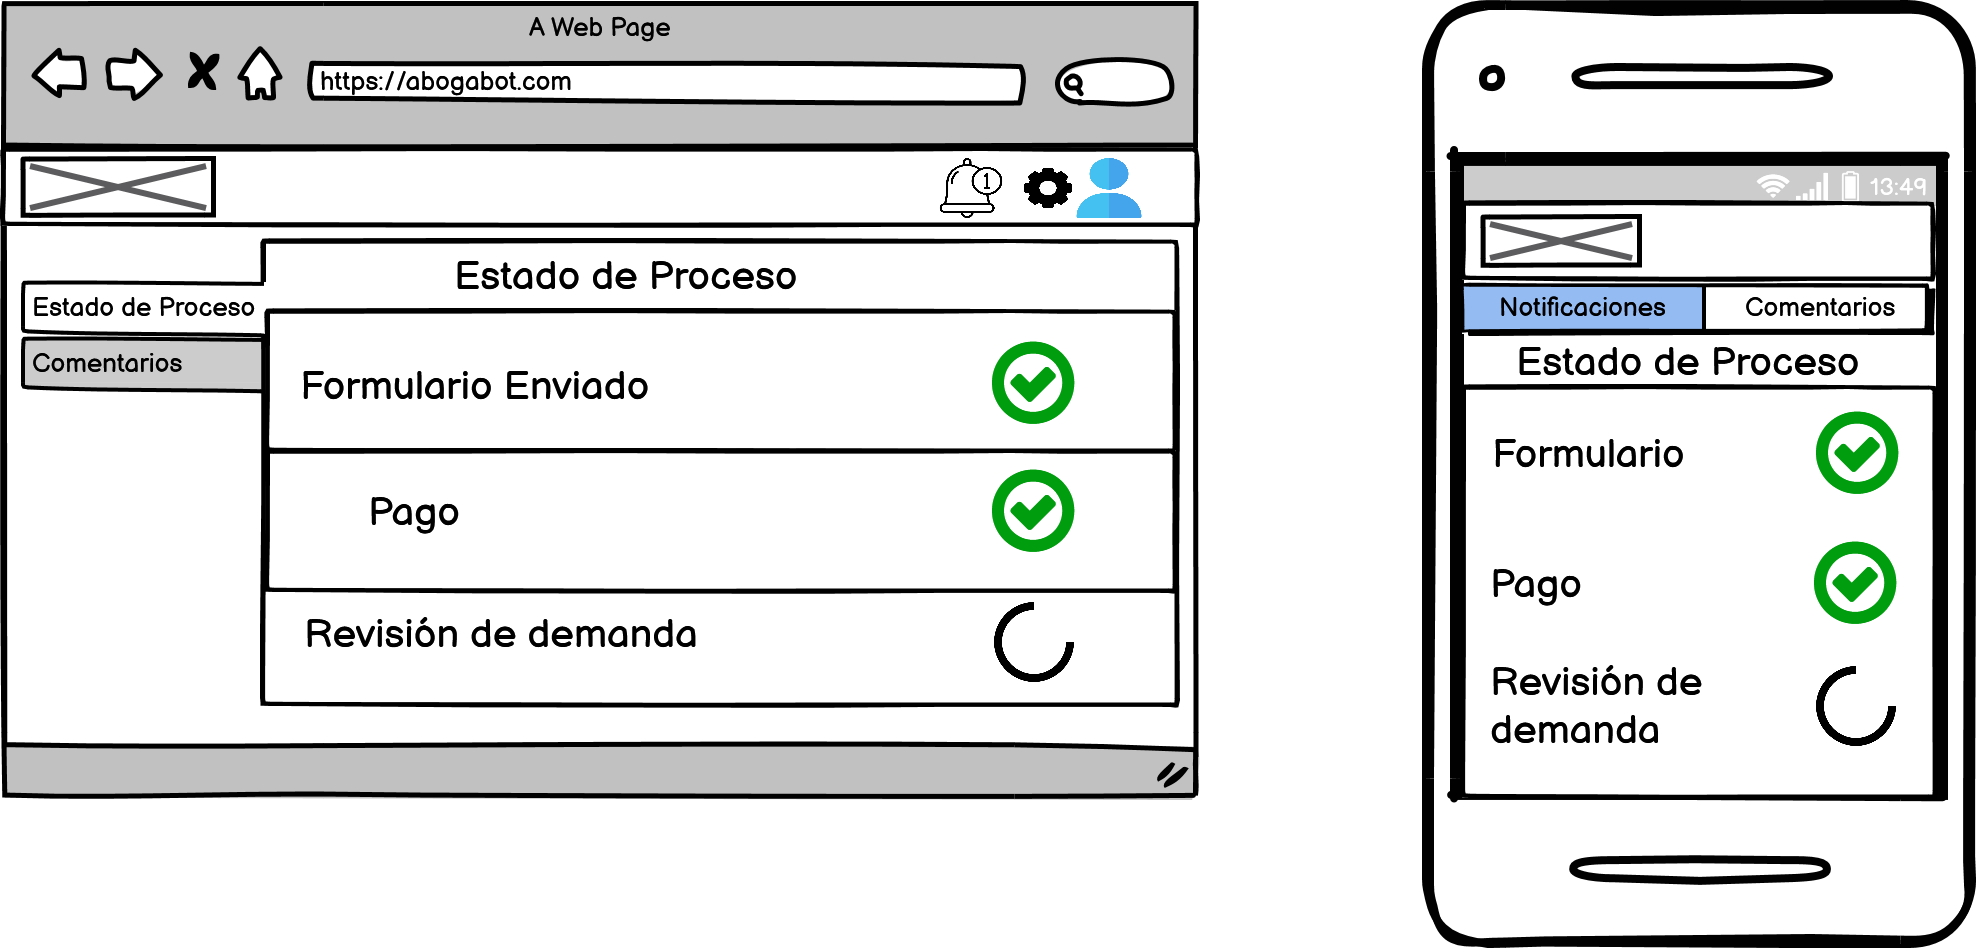 A Web Page
https://abogabot.com
1
Estado de Proceso
Estado de Proceso
Comentarios
Formulario Enviado
Pago
Revisión de demanda
13:49
Notificaciones
Comentarios
Estado de Proceso
Formulario
Pago
Revisión de
demanda